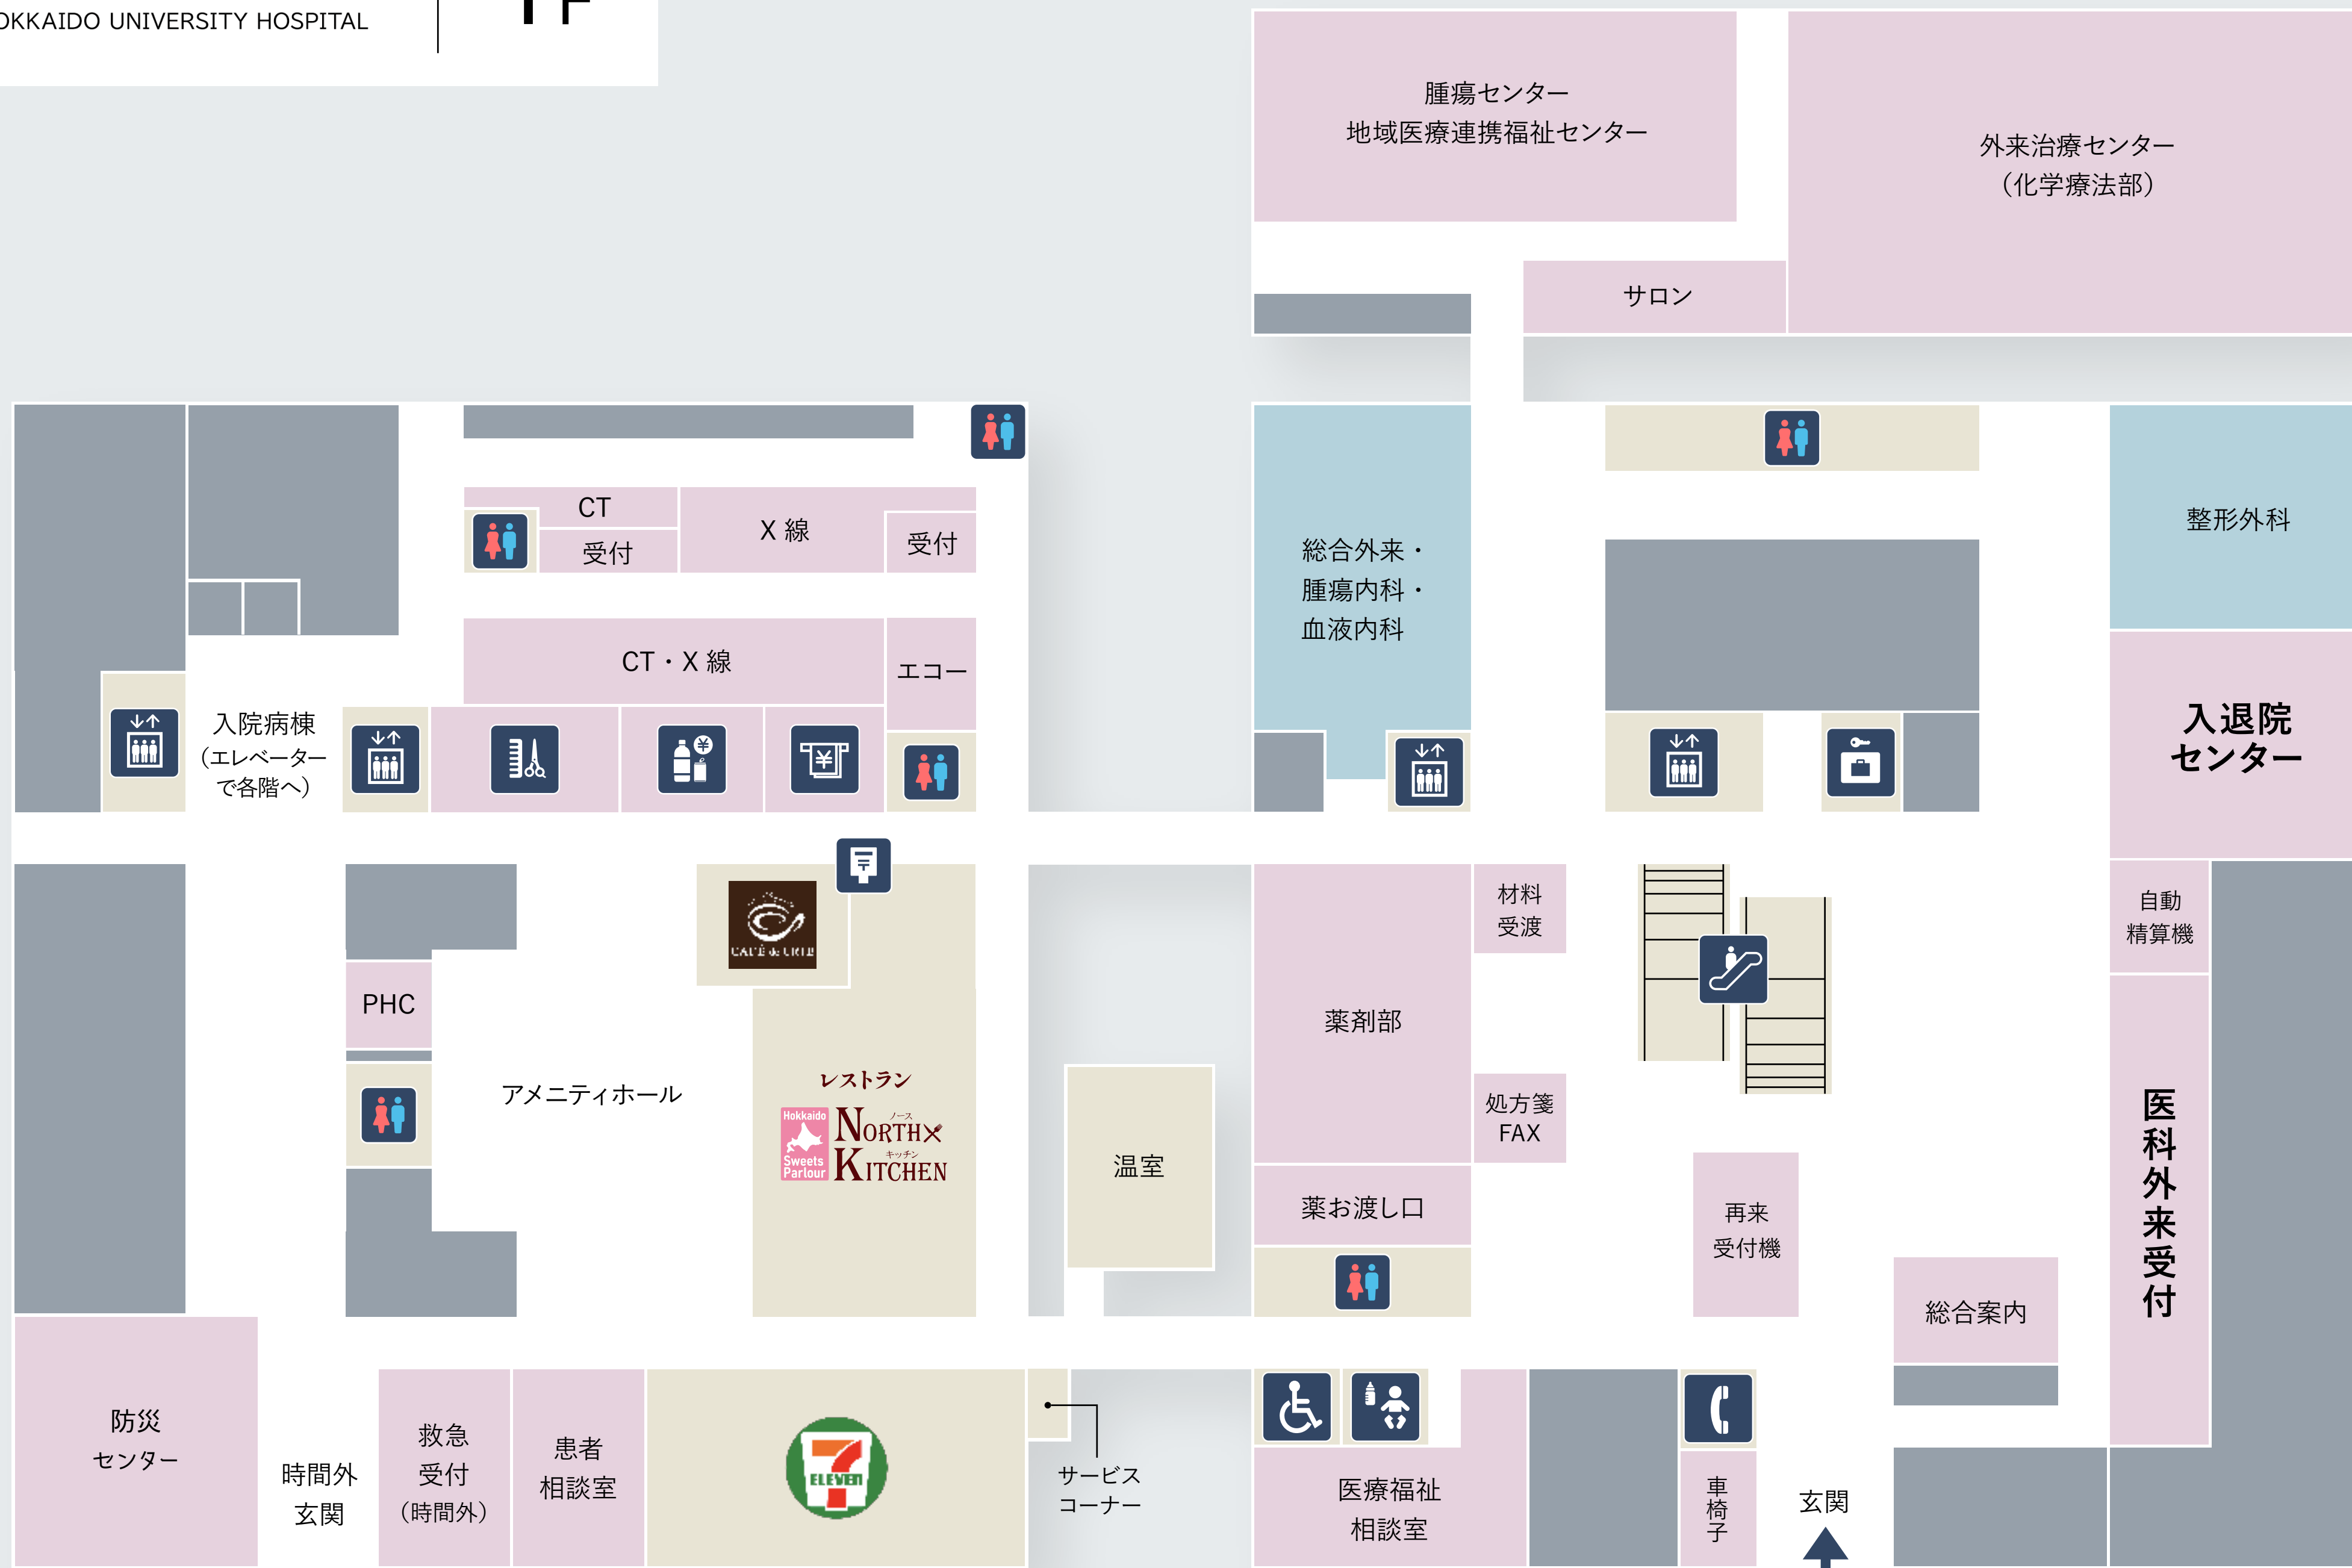 OKKAIDO UNIVERSITY HOSPITAL
腫瘍センター
地域医療連携福祉センター
外来治療センター
（化学療法部）
サロン
CT
受付
X 線
受付
総合外来・
腫瘍内科・
血液内科
整形外科
CT・X 線
エコー
入院病棟
（エレベーター
で各階へ）
入退院
センター
CAFÉ de CRIÉ
材料
受渡
自動
精算機
PHC
薬剤部
アメニティホール
レストラン
Hokkaido
Sweets
Parlour
ノース
NORTH
キッチン
KITCHEN
処方箋
FAX
温室
薬お渡し口
再来
受付機
総合案内
医科外来受付
防災
センター
時間外
玄関
救急
受付
（時間外）
患者
相談室
7
ELEVEN
サービス
コーナー
医療福祉
相談室
車椅子
玄関